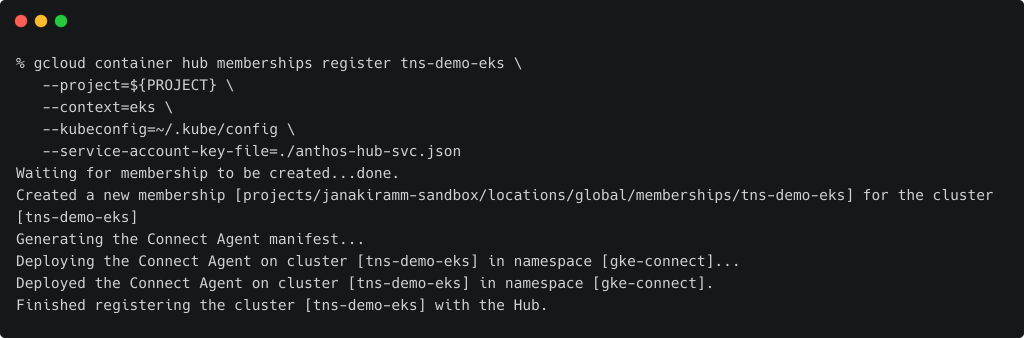 % gcloud container hub memberships register tns-demo-eks \
--project=${PROJECT} \
--context=eks \
--kubeconfig=~/.kube/config \
--service-account-key-file=./anthos-hub-svc.json
Waiting for membership to be created...done.
Created a new membership [projects/janakiramm-sandbox/locations/global/memberships/tns-demo-eks] for the cluster
[tns-demo-eks]
Generating the Connect Agent manifest...
Deploying the Connect Agent on cluster [tns-demo-eks] in namespace [gke-connect]...
Deployed the Connect Agent on cluster [tns-demo-eks] in namespace [gke-connect].
Finished registering the cluster [tns-demo-eks] with the Hub.